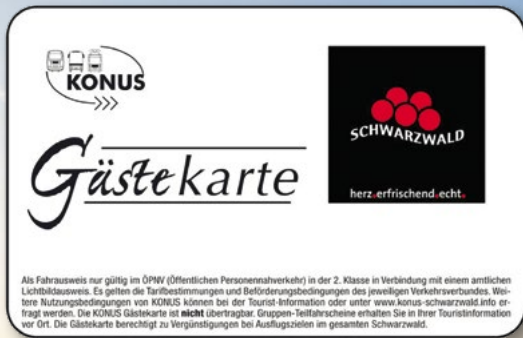 KONUS
SCHWARZWALD
herz.erfrischend.echt.
Gästekarte
Als Fahrausweis nur gültig im ÖPNV (Öffentlichen Personennahverkehr) in der 2. Klasse in Verbindung mit einem amtlichen
Lichtbildausweis. Es gelten die Tarifbestimmungen und Beförderungsbedingungen des jeweiligen Verkehrsverbundes. Wei-
tere Nutzungsbedingungen von KONUS können bei der Tourist-Information oder unter www.konus-schwarzwald.info er-
fragt werden. Die KONUS Gästekarte ist nicht übertragbar. Gruppen-Teilfahrscheine erhalten Sie in Ihrer Touristinformation
vor Ort. Die Gästekarte berechtigt zu Vergünstigungen bei Ausflugszielen im gesamten Schwarzwald.